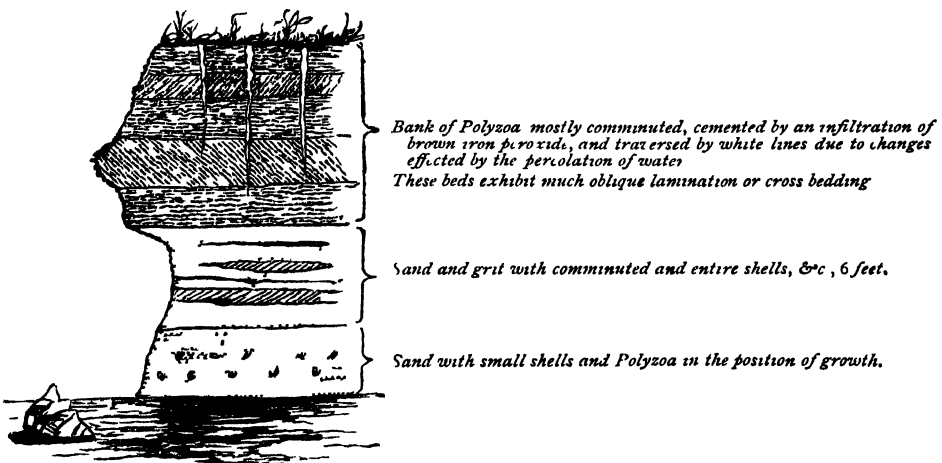 Bank of Polyzoa mostly comminuted, cemented by an infiltration of
brown iron peroxide, and traversed by white lines due to changes
effected by the percolation of water
These beds exhibit much oblique lamination or cross bedding
Sand and grit with comminuted and entire shells, &c , 6 feet.
Sand with small shells and Polyzoa in the position of growth.